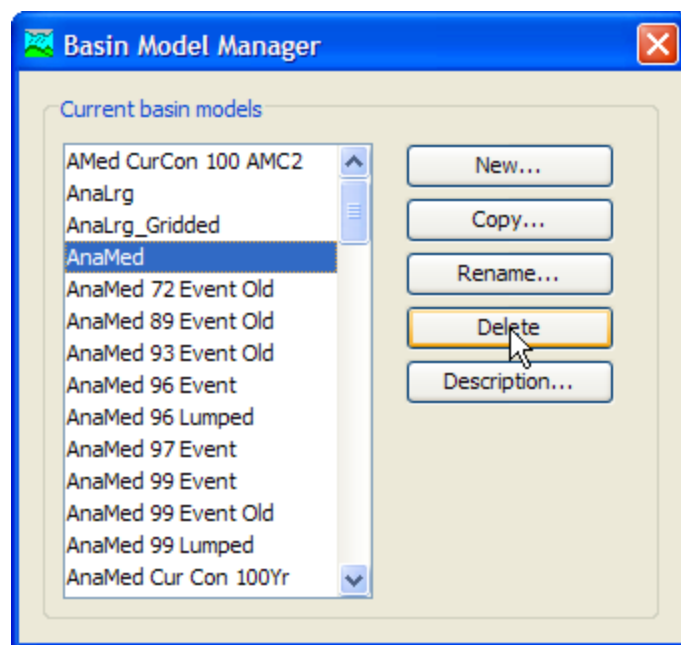 Basin Model Manager
Current basin models
AMed CurCon 100 AMC2
AnaLrg
AnaLrg_Gridded
AnaMed
AnaMed 72 Event Old
AnaMed 89 Event Old
AnaMed 93 Event Old
AnaMed 96 Event
AnaMed 96 Lumped
AnaMed 97 Event
AnaMed 99 Event
AnaMed 99 Event Old
AnaMed 99 Lumped
AnaMed Cur Con 100Yr
New...
Copy...
Rename...
Delete
Description...